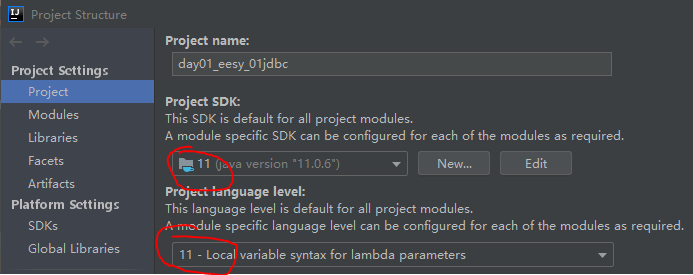 Project Structure
Project Settings
Project
Modules
Libraries
Facets
Artifacts
Platform Settings
SDKs
Global Libraries
Project name:
day01_eesy_01jdbc
Project SDK:
This SDK is default for all project modules.
A module specific SDK can be configured for each of the modules as required.
11 (java version "11.0.6")
New...
Edit
Project language level:
This language level is default for all project modules.
A module specific language level can be configured for each of the modules as required.
11 - Local variable syntax for lambda parameters